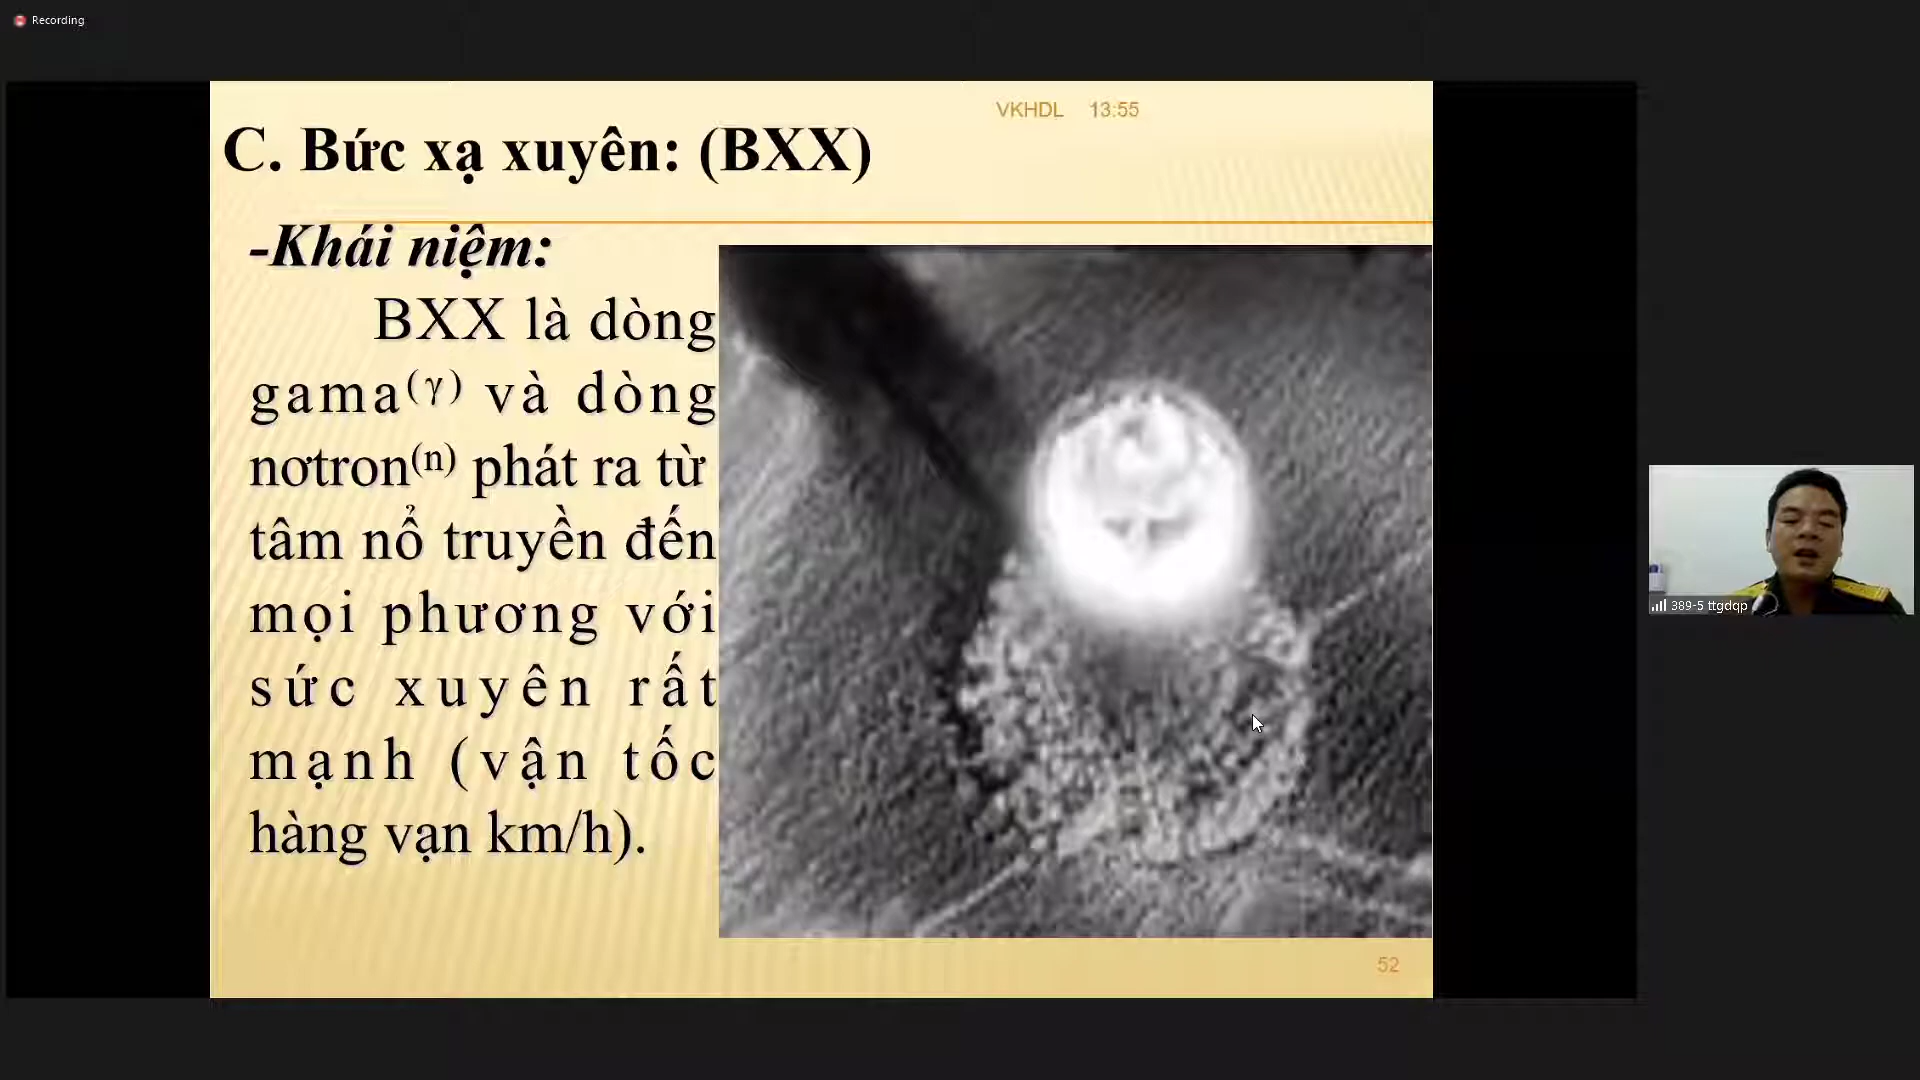 Recording
VKHDL 13:55
C. Bức xạ xuyên: (BXX)
-Khái niệm:
BXX là dòng
gama(γ) và dòng
nơtron(n) phát ra từ
tâm nổ truyền đến
mọi phương với
sức xuyên rất
mạnh (vận tốc
hàng vạn km/h).
389-5 ttgdqp
52